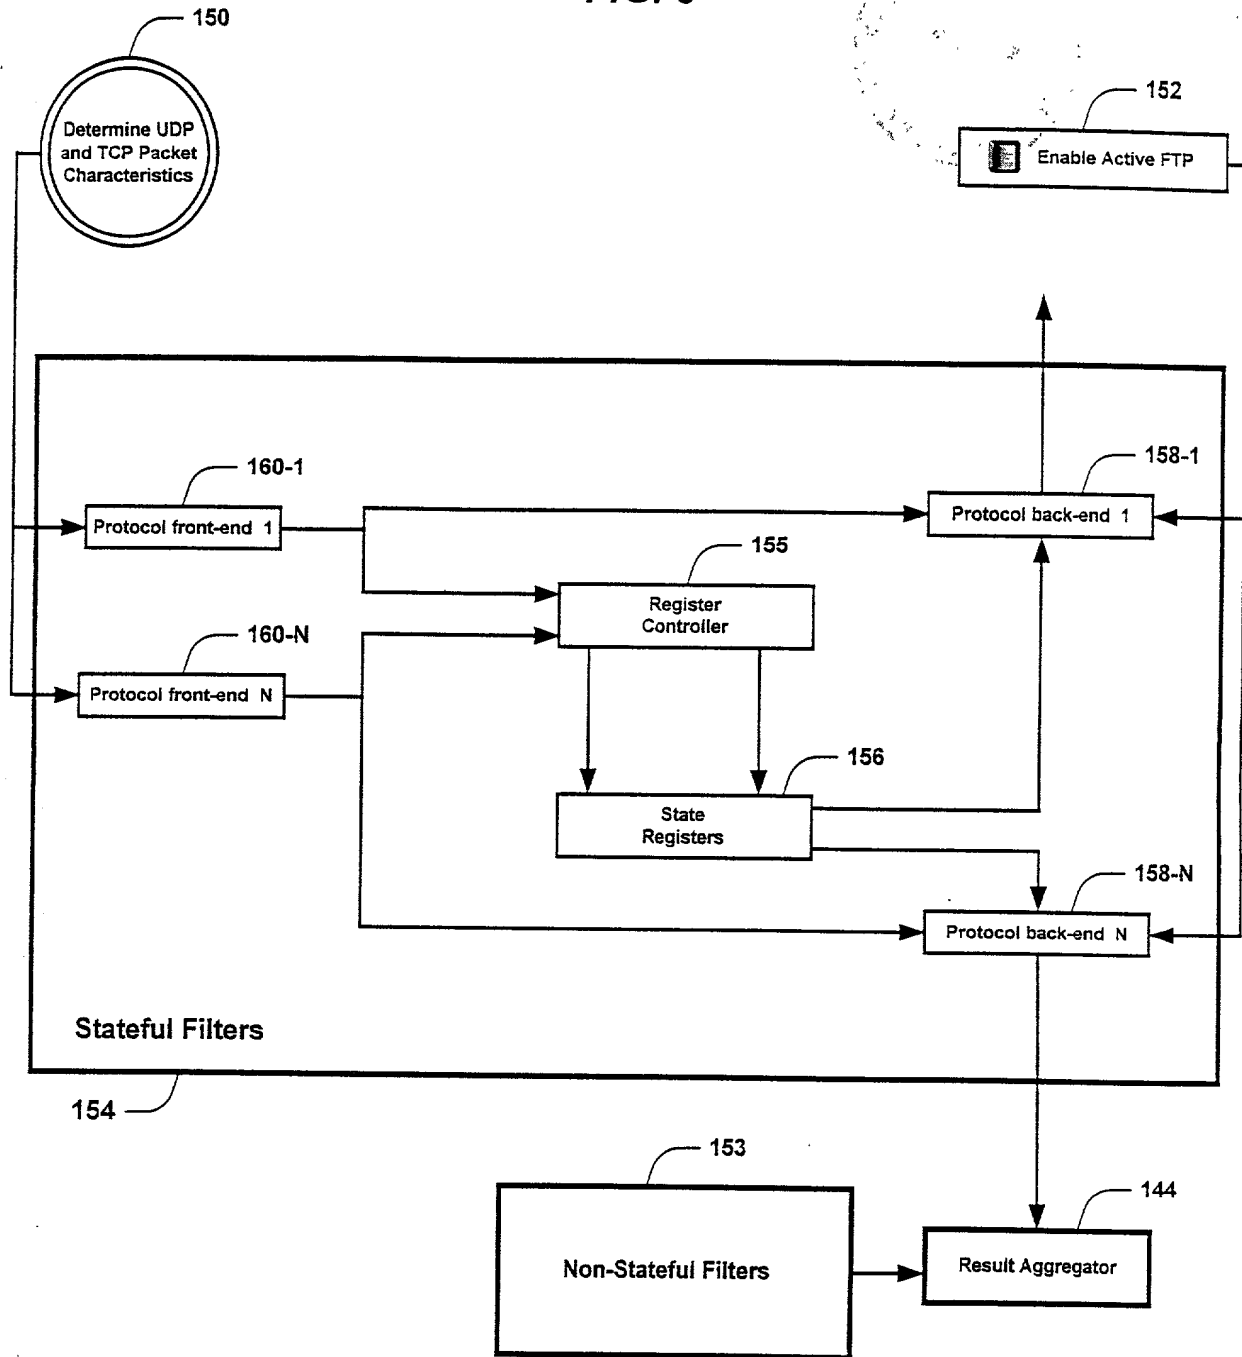 150
Determine UDP
and TCP Packet
Characteristics
152
Enable Active FTP
160-1
Protocol front-end 1
158-1
Protocol back-end 1
155
Register
Controller
160-N
Protocol front-end N
156
State
Registers
158-N
Protocol back-end N
Stateful Filters
154
153
Non-Stateful Filters
144
Result Aggregator